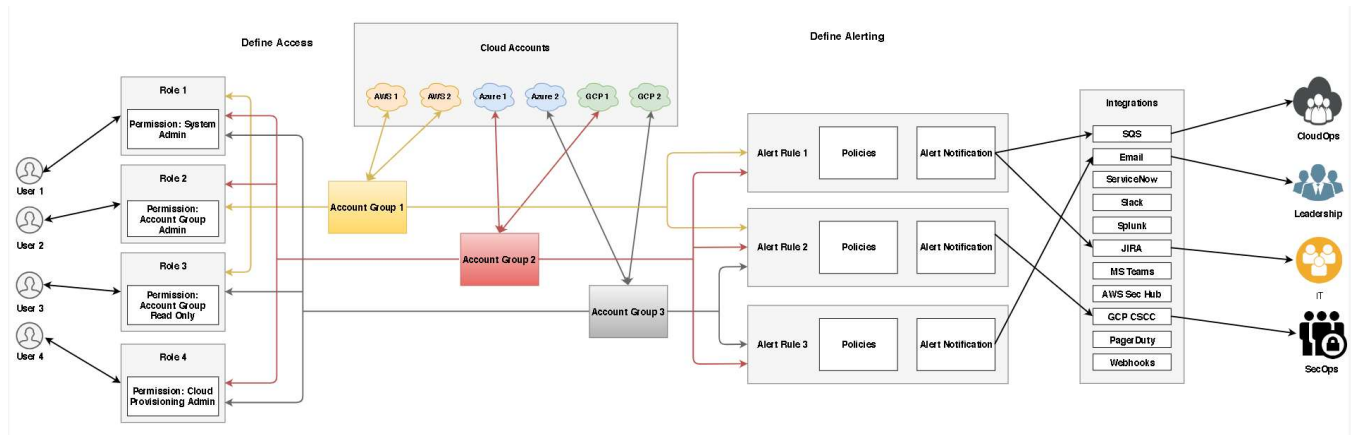 Define Access
Define Alerting
Cloud Accounts
AWS 1
AWS 2
Azure 1
Azure 2
GCP 1
GCP 2
Role 1
Permission: System
Admin
Role 2
Permission:
Account Group
Admin
Role 3
Permission:
Account Group
Read Only
Role 4
Permission: Cloud
Provisioning Admin
User 1
User 2
User 3
User 4
Account Group 1
Account Group 2
Account Group 3
Alert Rule 1
Policies
Alert Notification
Alert Rule 2
Policies
Alert Notification
Alert Rule 3
Policies
Alert Notification
Integrations
SQS
Email
ServiceNow
Slack
Splunk
JIRA
MS Teams
AWS Sec Hub
GCP CSCC
PagerDuty
Webhooks
CloudOps
Leadership
IT
SecOps